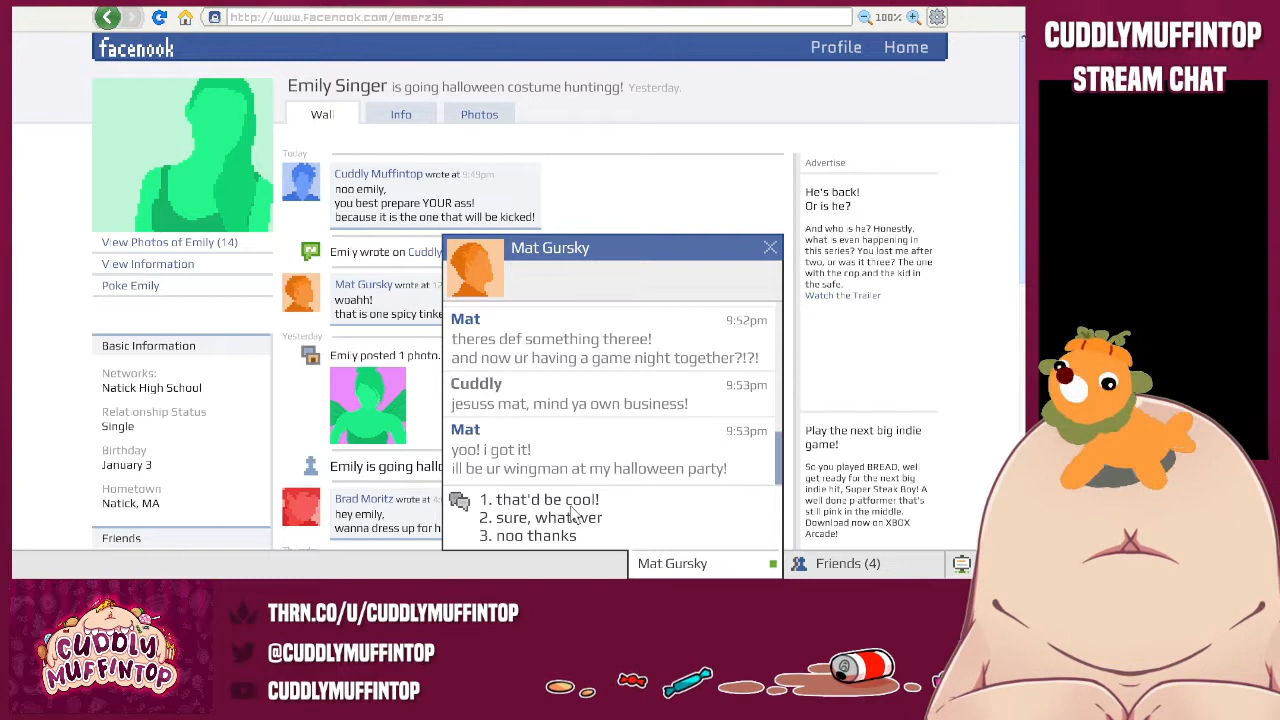 http://www.Facenook.com/emerz35
100%
facenook
Profile Home
Emily Singer is going halloween costume huntingg! Yesterday.
Wall Info Photos
Today
Cuddly Muffintop wrote at 9:49pm
noo emily,
you best prepare YOUR ass!
because it is the one that will be kicked!
Emily wrote on Cuddly
Mat Gursky wrote at
woahh!
that is one spicy tinke
Yesterday
Emily posted 1 photo.
Emily is going hallo
Brad Moritz wrote at
hey emily,
wanna dress up for h
View Photos of Emily (14)
View Information
Poke Emily
Basic Information
Networks:
Natick High School
Relationship Status
Single
Birthday
January 3
Hometown
Natick, MA
Friends
Mat Gursky
Mat 9:52pm
theres def something theree!
and now ur having a game night together?!?!
Cuddly 9:53pm
jesuss mat, mind ya own business!
Mat 9:53pm
yoo! i got it!
ill be ur wingman at my halloween party!
1. that'd be cool!
2. sure, whatever
3. noo thanks
Mat Gursky
Friends (4)
Advertise
He's back!
Or is he?
And who is he? Honestly,
what is even happening in
this series? You lost me after
two, or was it three? The one
with the cop and the kid in
the safe.
Watch the Trailer
Play the next big indie
game!
So you played BREAD, well
get ready for the next big
indie hit, Super Steak Boy! A
well done platformer that's
still pink in the middle.
Download now on XBOX
Arcade!
CUDDLYMUFFINTOP
STREAM CHAT
CUDDLY
MUFFINTOP
THRN.CO/U/CUDDLYMUFFINTOP
@CUDDLYMUFFINTOP
CUDDLYMUFFINTOP